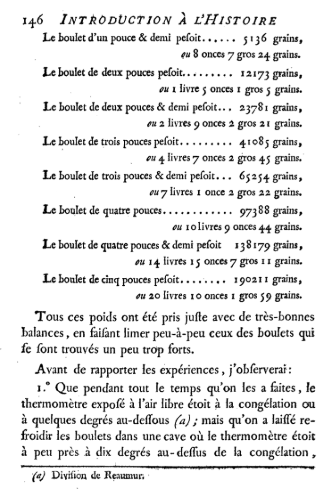 146 INTRODUCTION À L'HISTOIRE
Le boulet d'un pouce & demi pesoit...... 5136 grains,
ou 8 onces 7 gros 24 grains.
Le boulet de deux pouces pesoit......... 12173 grains,
ou 1 livre 5 onces 1 gros 5 grains.
Le boulet de deux pouces & demi pesoit... 23781 grains,
ou 2 livres 9 onces 2 gros 21 grains.
Le boulet de trois pouces pesoit......... 41085 grains,
ou 4 livres 7 onces 2 gros 45 grains.
Le boulet de trois pouces & demi pesoit... 65254 grains,
ou 7 livres 1 once 2 gros 22 grains.
Le boulet de quatre pouces............ 97388 grains,
ou 10 livres 9 onces 44 grains.
Le boulet de quatre pouces & demi pesoit 138179 grains,
ou 14 livres 15 onces 7 gros 11 grains.
Le boulet de cinq pouces pesoit........ 190211 grains,
ou 20 livres 10 onces 1 gros 59 grains.
Tous ces poids ont été pris juſte avec de très-bonnes
balances, en faiſant limer peu-à-peu ceux des boulets qui
ſe ſont trouvés un peu trop forts.
Avant de rapporter les expériences, j'obſerverai:
1.° Que pendant tout le temps qu'on les a faites, le
thermomètre expoſé à l'air libre étoit à la congélation ou
à quelques degrés au-deſſous (a); mais qu'on a laiſſé re-
froidir les boulets dans une cave où le thermomètre étoit
à peu près à dix degrés au-deſſus de la congélation,
(a) Diviſion de Reaumur.